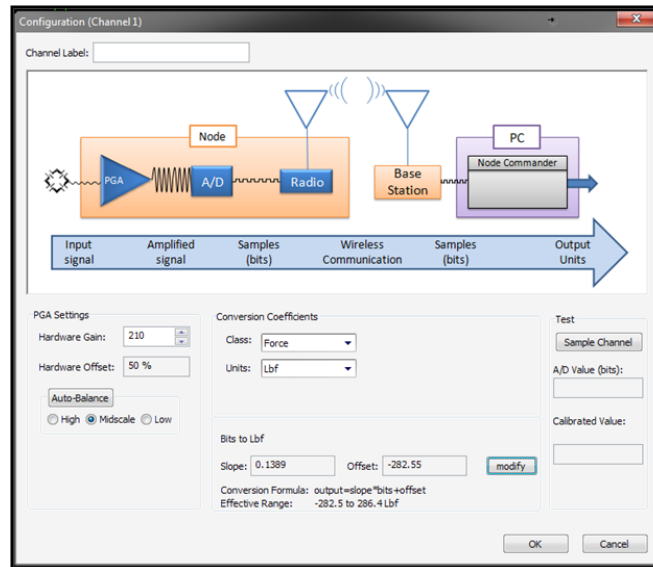 Configuration (Channel 1)
Channel Label:
Node
PC
PGA
A/D
Radio
Base
Station
Node Commander
Input
signal
Amplified
signal
Samples
(bits)
Wireless
Communication
Samples
(bits)
Output
Units
PGA Settings
Hardware Gain: 210
Hardware Offset: 50 %
Auto-Balance
High Midscale Low
Conversion Coefficients
Class: Force
Units: Lbf
Bits to Lbf
Slope: 0.1389 Offset: -282.55 modify
Conversion Formula: output=slope*bits+offset
Effective Range: -282.5 to 286.4 Lbf
Test
Sample Channel
A/D Value (bits):
Calibrated Value:
OK Cancel